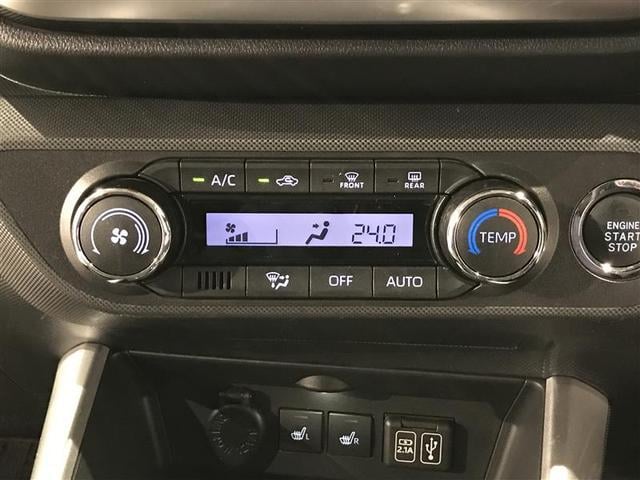 A/C
FRONT
REAR
24.0
TEMP
ENGINE
START
STOP
OFF
AUTO
L
R
2.1A